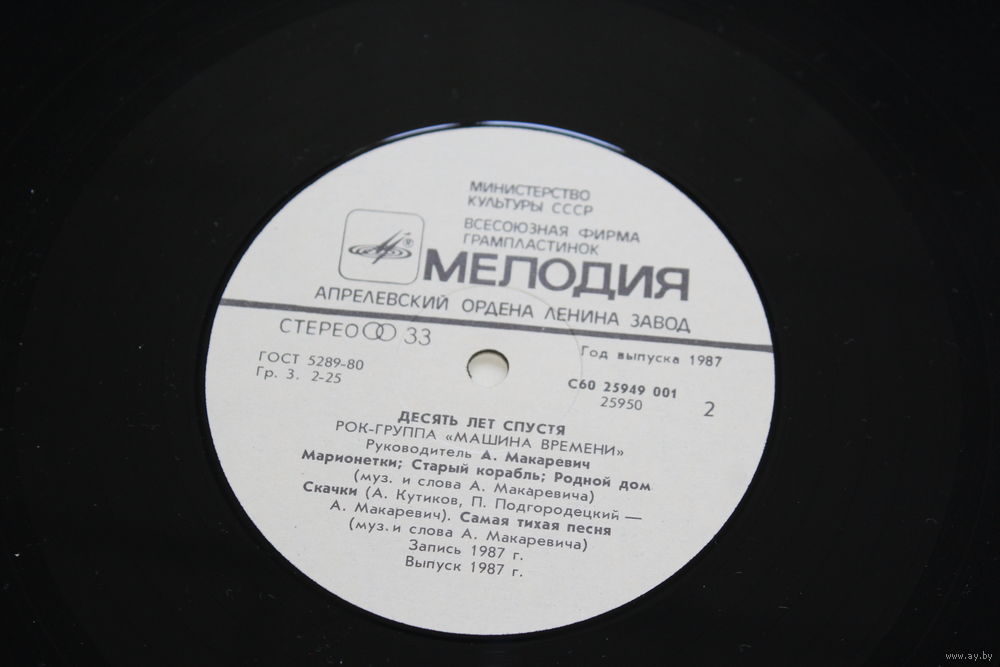 МИНИСТЕРСТВО
КУЛЬТУРЫ СССР
ВСЕСОЮЗНАЯ ФИРМА
ГРАМПЛАСТИНОК
МЕЛОДИЯ
АПРЕЛЕВСКИЙ ОРДЕНА ЛЕНИНА ЗАВОД
СТЕРЕО 33
Год выпуска 1987
ГОСТ 5289-80
Гр. 3. 2-25
С60 25949 001
25950
2
ДЕСЯТЬ ЛЕТ СПУСТЯ
РОК-ГРУППА «МАШИНА ВРЕМЕНИ»
Руководитель А. Макаревич
Марионетки; Старый корабль; Родной дом
(муз. и слова А. Макаревича)
Скачки (А. Кутиков, П. Подгородецкий —
А. Макаревич). Самая тихая песня
(муз. и слова А. Макаревича)
Запись 1987 г.
Выпуск 1987 г.
www.ay.by